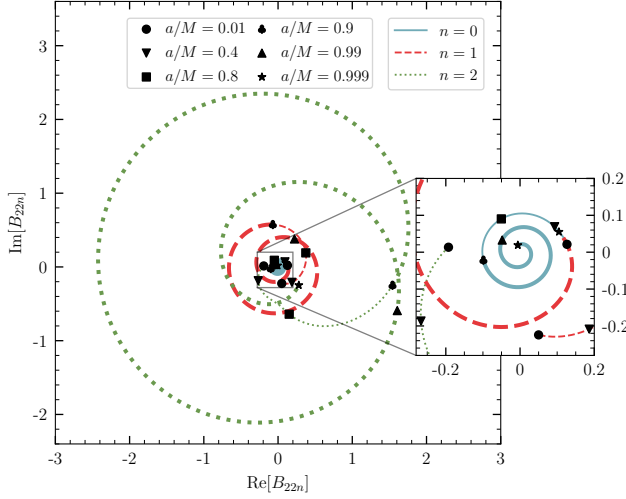 a/M = 0.01
a/M = 0.4
a/M = 0.8
a/M = 0.9
a/M = 0.99
a/M = 0.999
n = 0
n = 1
n = 2
3
2
1
0
−1
−2
Im[B₂₂ₙ]
−3
−2
−1
0
1
2
3
Re[B₂₂ₙ]
0.2
0.1
0.0
−0.1
−0.2
−0.2
0
0.2